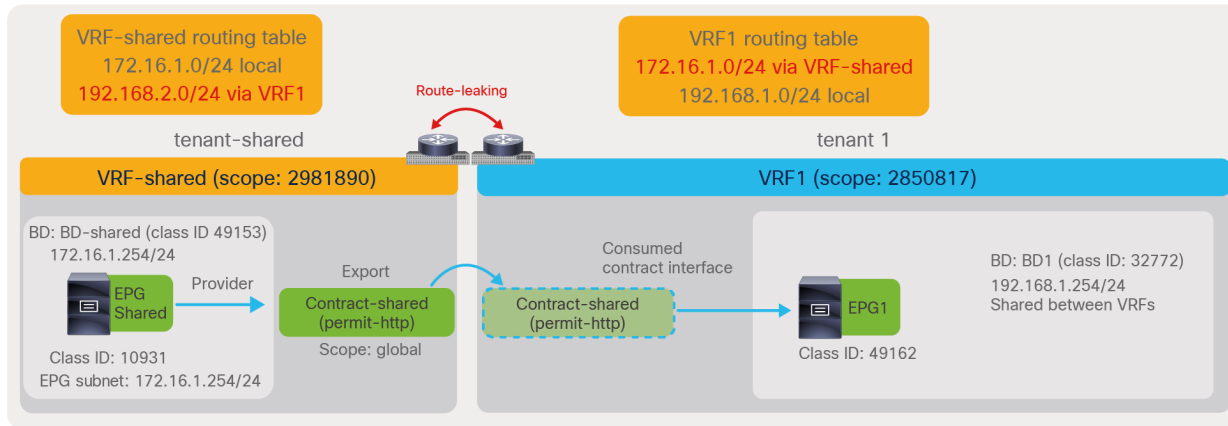 VRF-shared routing table
172.16.1.0/24 local
192.168.2.0/24 via VRF1
VRF1 routing table
172.16.1.0/24 via VRF-shared
192.168.1.0/24 local
Route-leaking
tenant-shared
tenant 1
VRF-shared (scope: 2981890)
VRF1 (scope: 2850817)
BD: BD-shared (class ID 49153)
172.16.1.254/24
EPG
Shared
Provider
Class ID: 10931
EPG subnet: 172.16.1.254/24
Export
Contract-shared
(permit-http)
Scope: global
Contract-shared
(permit-http)
Consumed
contract interface
EPG1
Class ID: 49162
BD: BD1 (class ID: 32772)
192.168.1.254/24
Shared between VRFs